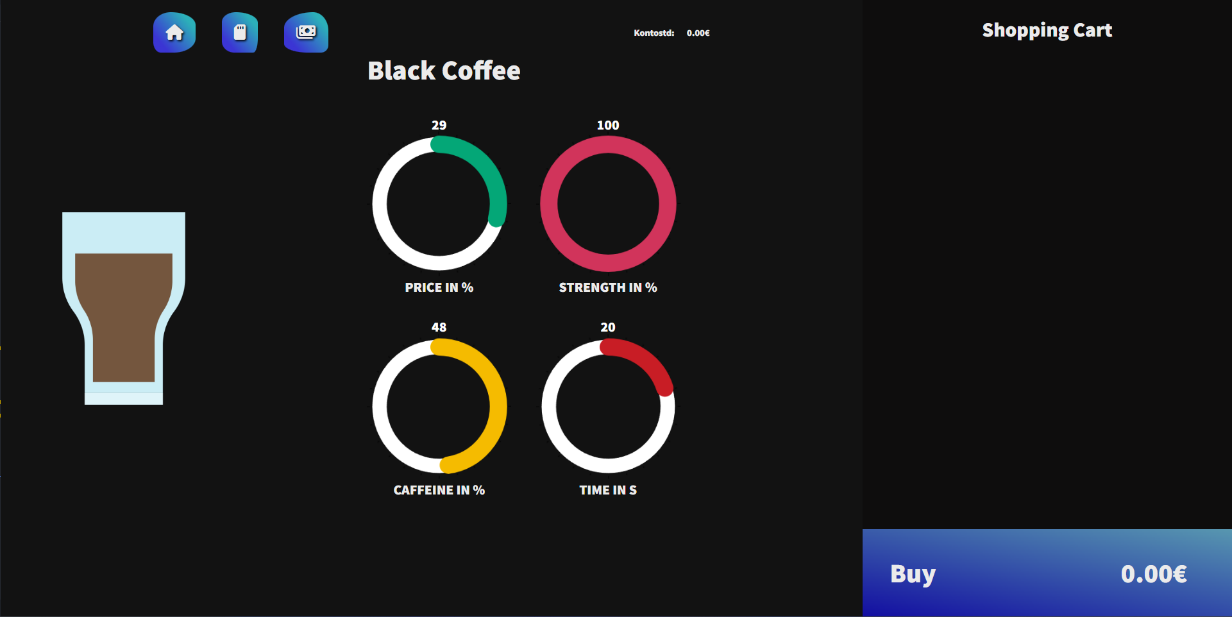 Kontostd: 0.00€
Shopping Cart
Black Coffee
29
100
PRICE IN %
STRENGTH IN %
48
20
CAFFEINE IN %
TIME IN S
Buy 0.00€